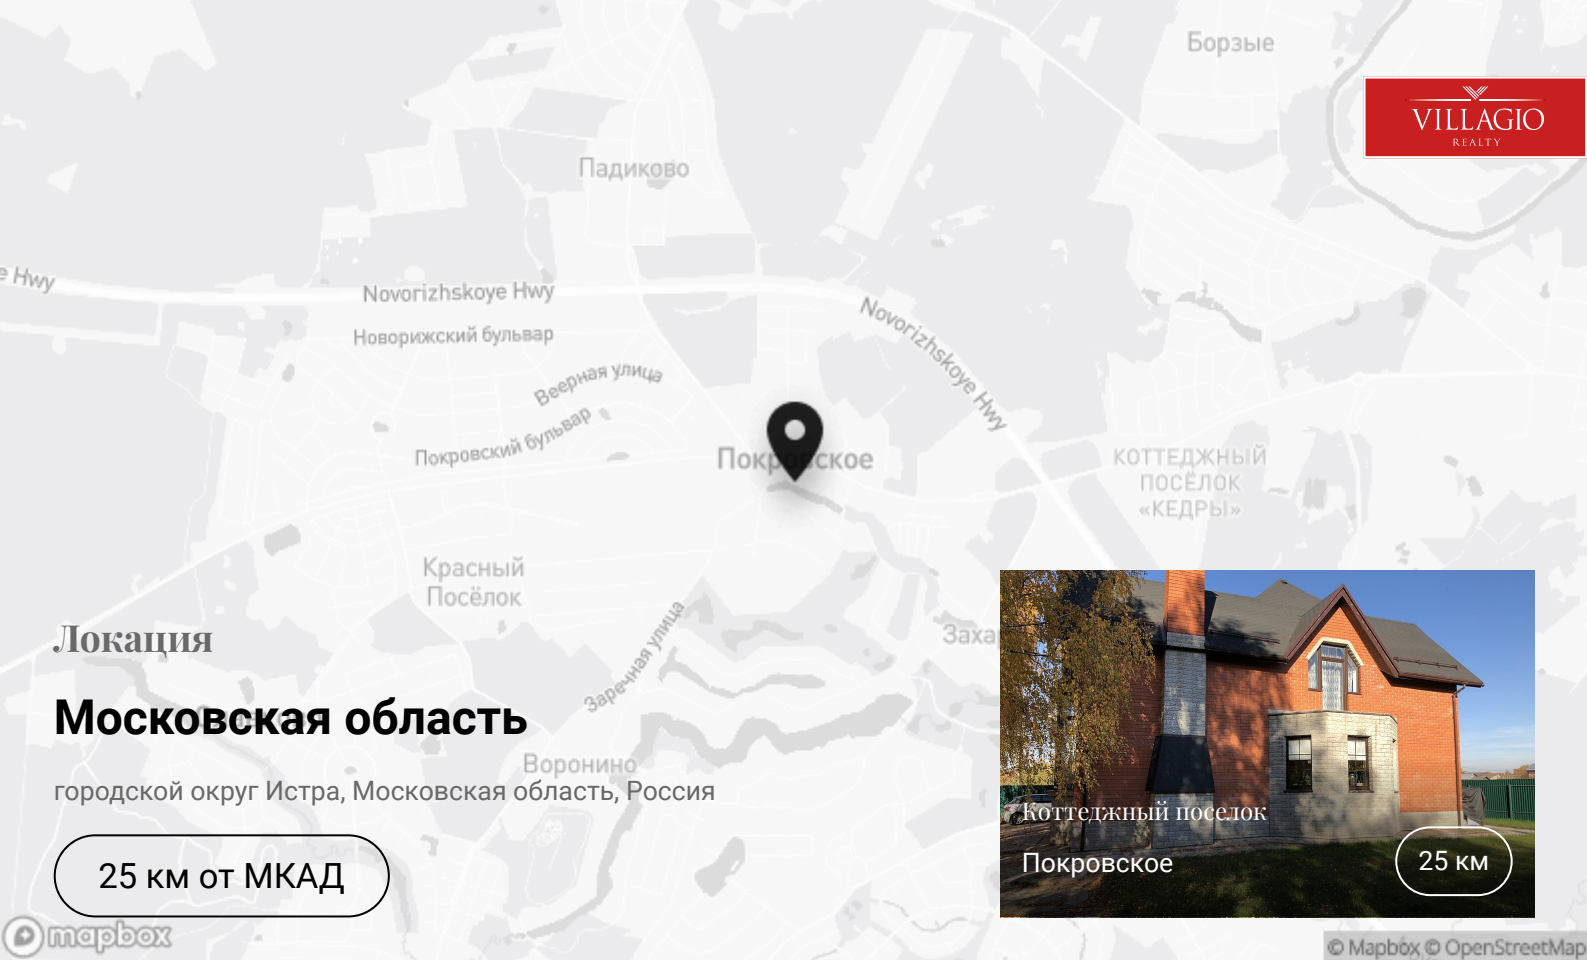 Борзые
VILLAGIO
REALTY
Падиково
e Hwy
Novorizhskoye Hwy
Novorizhskoye Hwy
Новорижский бульвар
Веерная улица
Покровский бульвар
Покровское
КОТТЕДЖНЫЙ
ПОСЁЛОК
«КЕДРЫ»
Красный
Посёлок
Заречная улица
Захар
Локация
Московская область
Воронино
городской округ Истра, Московская область, Россия
25 км от МКАД
Коттеджный поселок
Покровское
25 км
mapbox
© Mapbox © OpenStreetMap